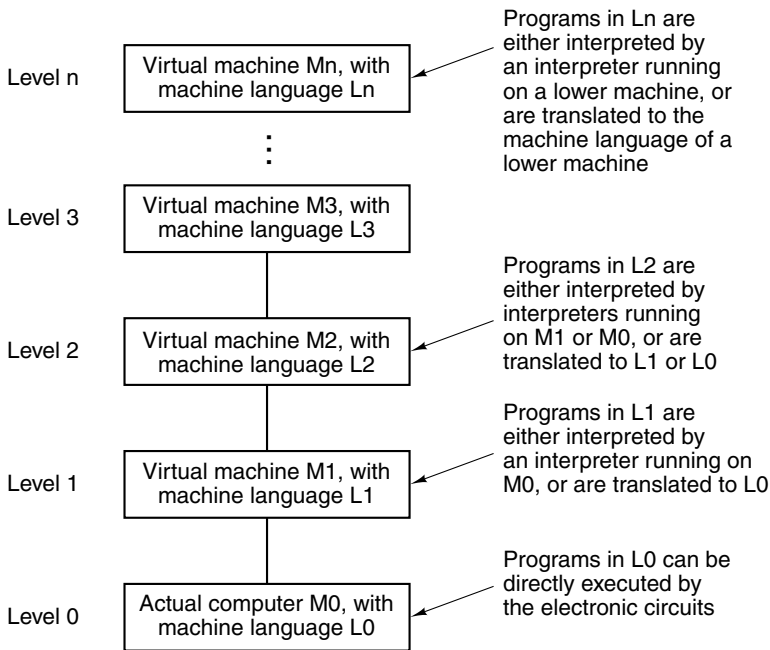 Programs in Ln are
either interpreted by
an interpreter running
on a lower machine, or
are translated to the
machine language of a
lower machine
Level n
Virtual machine Mn, with
machine language Ln
Level 3
Virtual machine M3, with
machine language L3
Programs in L2 are
either interpreted by
interpreters running
on M1 or M0, or are
translated to L1 or L0
Level 2
Virtual machine M2, with
machine language L2
Programs in L1 are
either interpreted by
an interpreter running on
M0, or are translated to L0
Level 1
Virtual machine M1, with
machine language L1
Programs in L0 can be
directly executed by
the electronic circuits
Level 0
Actual computer M0, with
machine language L0